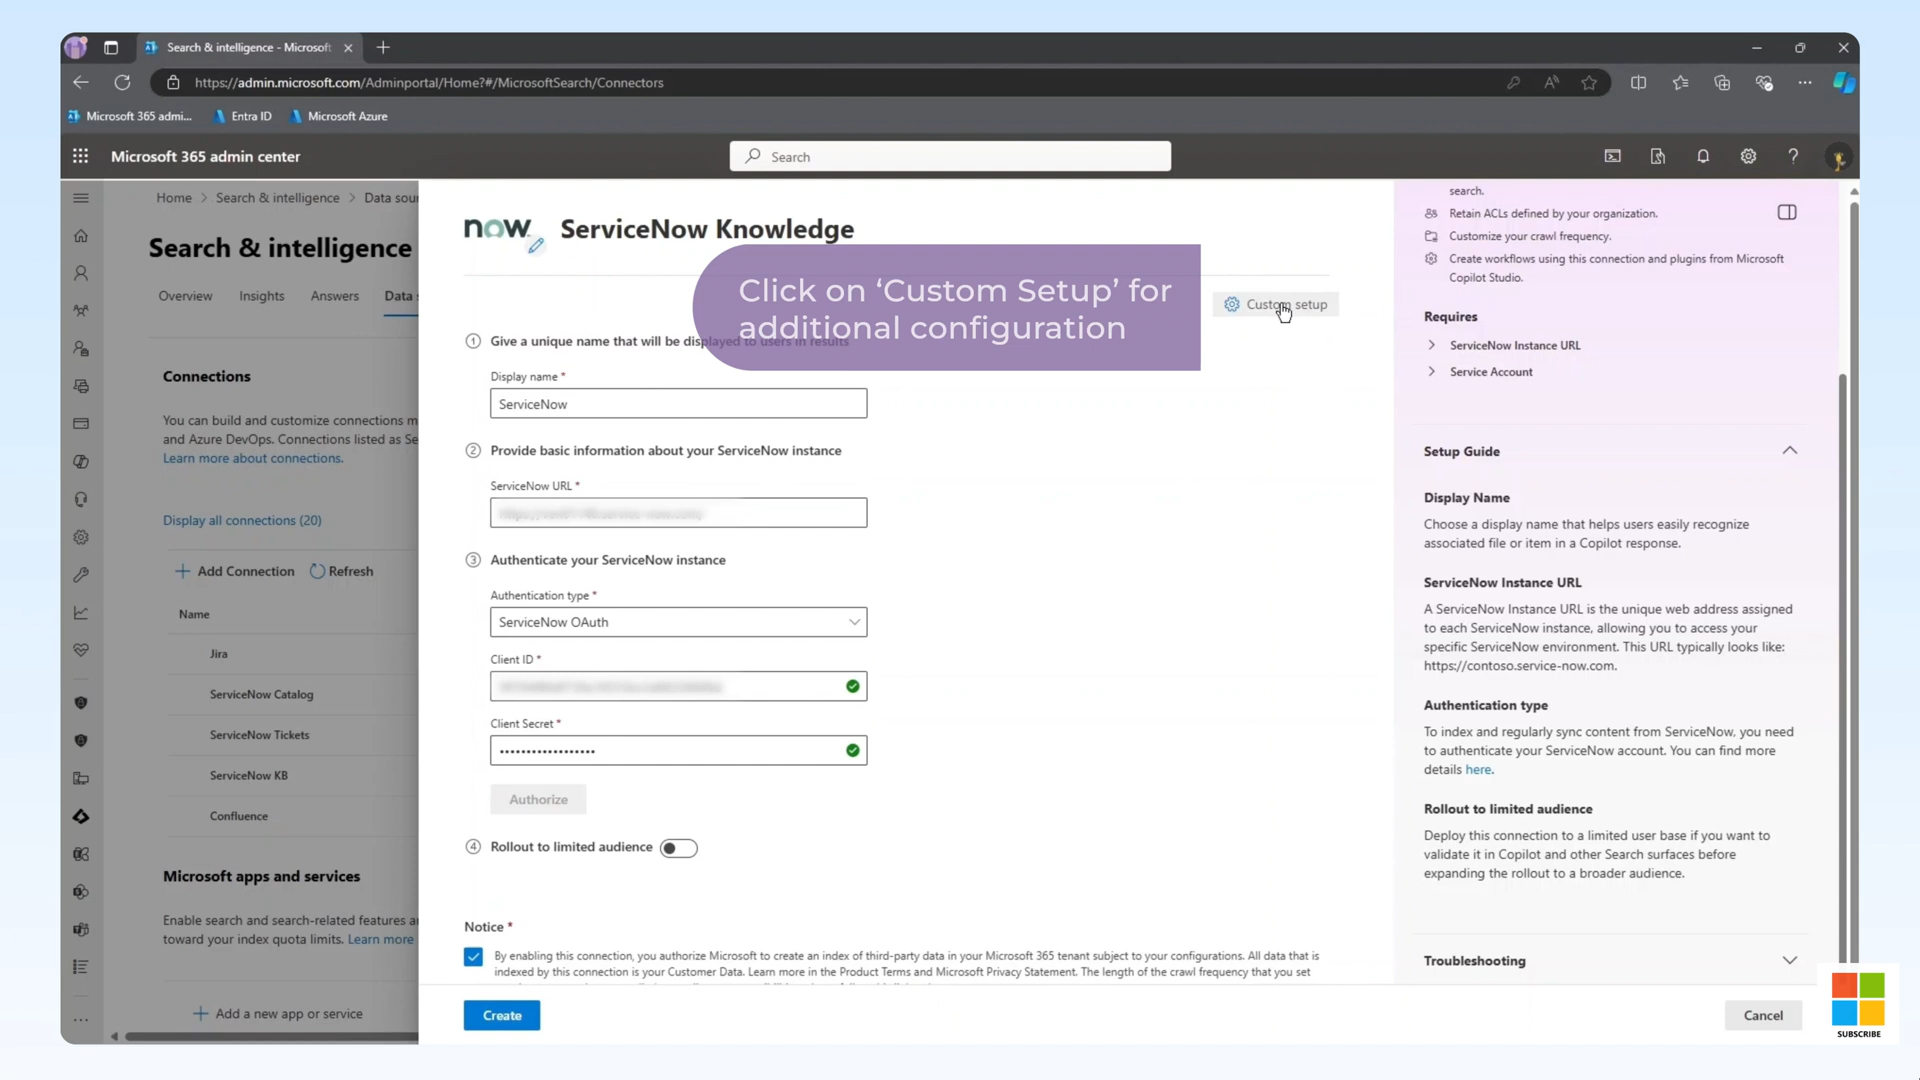 Search & intelligence - Microsoft
https://admin.microsoft.com/Adminportal/Home?#/MicrosoftSearch/Connectors
Microsoft 365 admi...
Entra ID
Microsoft Azure
Microsoft 365 admin center
Search
Home > Search & intelligence > Data sour
Search & intelligence
Overview
Insights
Answers
Data s
Connections
You can build and customize connections m
and Azure DevOps. Connections listed as Se
Learn more about connections.
Display all connections (20)
Add Connection
Refresh
Name
Jira
ServiceNow Catalog
ServiceNow Tickets
ServiceNow KB
Confluence
Microsoft apps and services
Enable search and search-related features a
toward your index quota limits. Learn more
Add a new app or service
now
ServiceNow Knowledge
Click on ‘Custom Setup’ for
additional configuration
Custom setup
1 Give a unique name that will be displayed to users in results
Display name *
ServiceNow
2 Provide basic information about your ServiceNow instance
ServiceNow URL *
3 Authenticate your ServiceNow instance
Authentication type *
ServiceNow OAuth
Client ID *
Client Secret *
Authorize
4 Rollout to limited audience
Notice *
By enabling this connection, you authorize Microsoft to create an index of third-party data in your Microsoft 365 tenant subject to your configurations. All data that is
indexed by this connection is your Customer Data. Learn more in the Product Terms and Microsoft Privacy Statement. The length of the crawl frequency that you set
Create
Cancel
search.
Retain ACLs defined by your organization.
Customize your crawl frequency.
Create workflows using this connection and plugins from Microsoft
Copilot Studio.
Requires
ServiceNow Instance URL
Service Account
Setup Guide
Display Name
Choose a display name that helps users easily recognize
associated file or item in a Copilot response.
ServiceNow Instance URL
A ServiceNow Instance URL is the unique web address assigned
to each ServiceNow instance, allowing you to access your
specific ServiceNow environment. This URL typically looks like:
https://contoso.service-now.com.
Authentication type
To index and regularly sync content from ServiceNow, you need
to authenticate your ServiceNow account. You can find more
details here.
Rollout to limited audience
Deploy this connection to a limited user base if you want to
validate it in Copilot and other Search surfaces before
expanding the rollout to a broader audience.
Troubleshooting
SUBSCRIBE